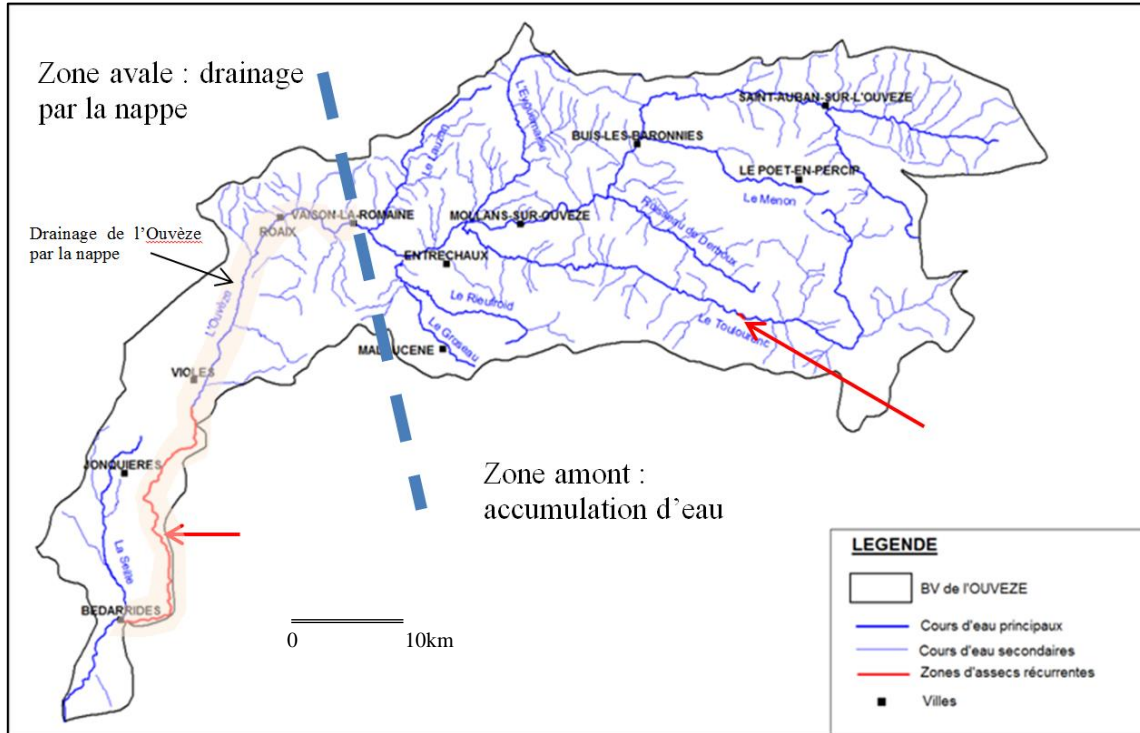 Zone avale : drainage
par la nappe
SAINT-AUBAN-SUR-L'OUVEZE
L'Eyguemarse
BUIS-LES-BARONNIES
Le Lauzon
LE POET-EN-PERCIP
Le Menon
VAISON-LA-ROMAINE
MOLLANS-SUR-OUVEZE
Ruisseau de Derboux
ROAIX
Drainage de l'Ouvèze
par la nappe
ENTRECHAUX
L'Ouvèze
Le Rieufroid
Le Toulourenc
Le Groseau
MALAUCENE
VIOLES
JONQUIERES
Zone amont :
accumulation d'eau
La Seille
BEDARRIDES
0 10km
LEGENDE
BV de l'OUVEZE
Cours d'eau principaux
Cours d'eau secondaires
Zones d'assecs récurrentes
Villes